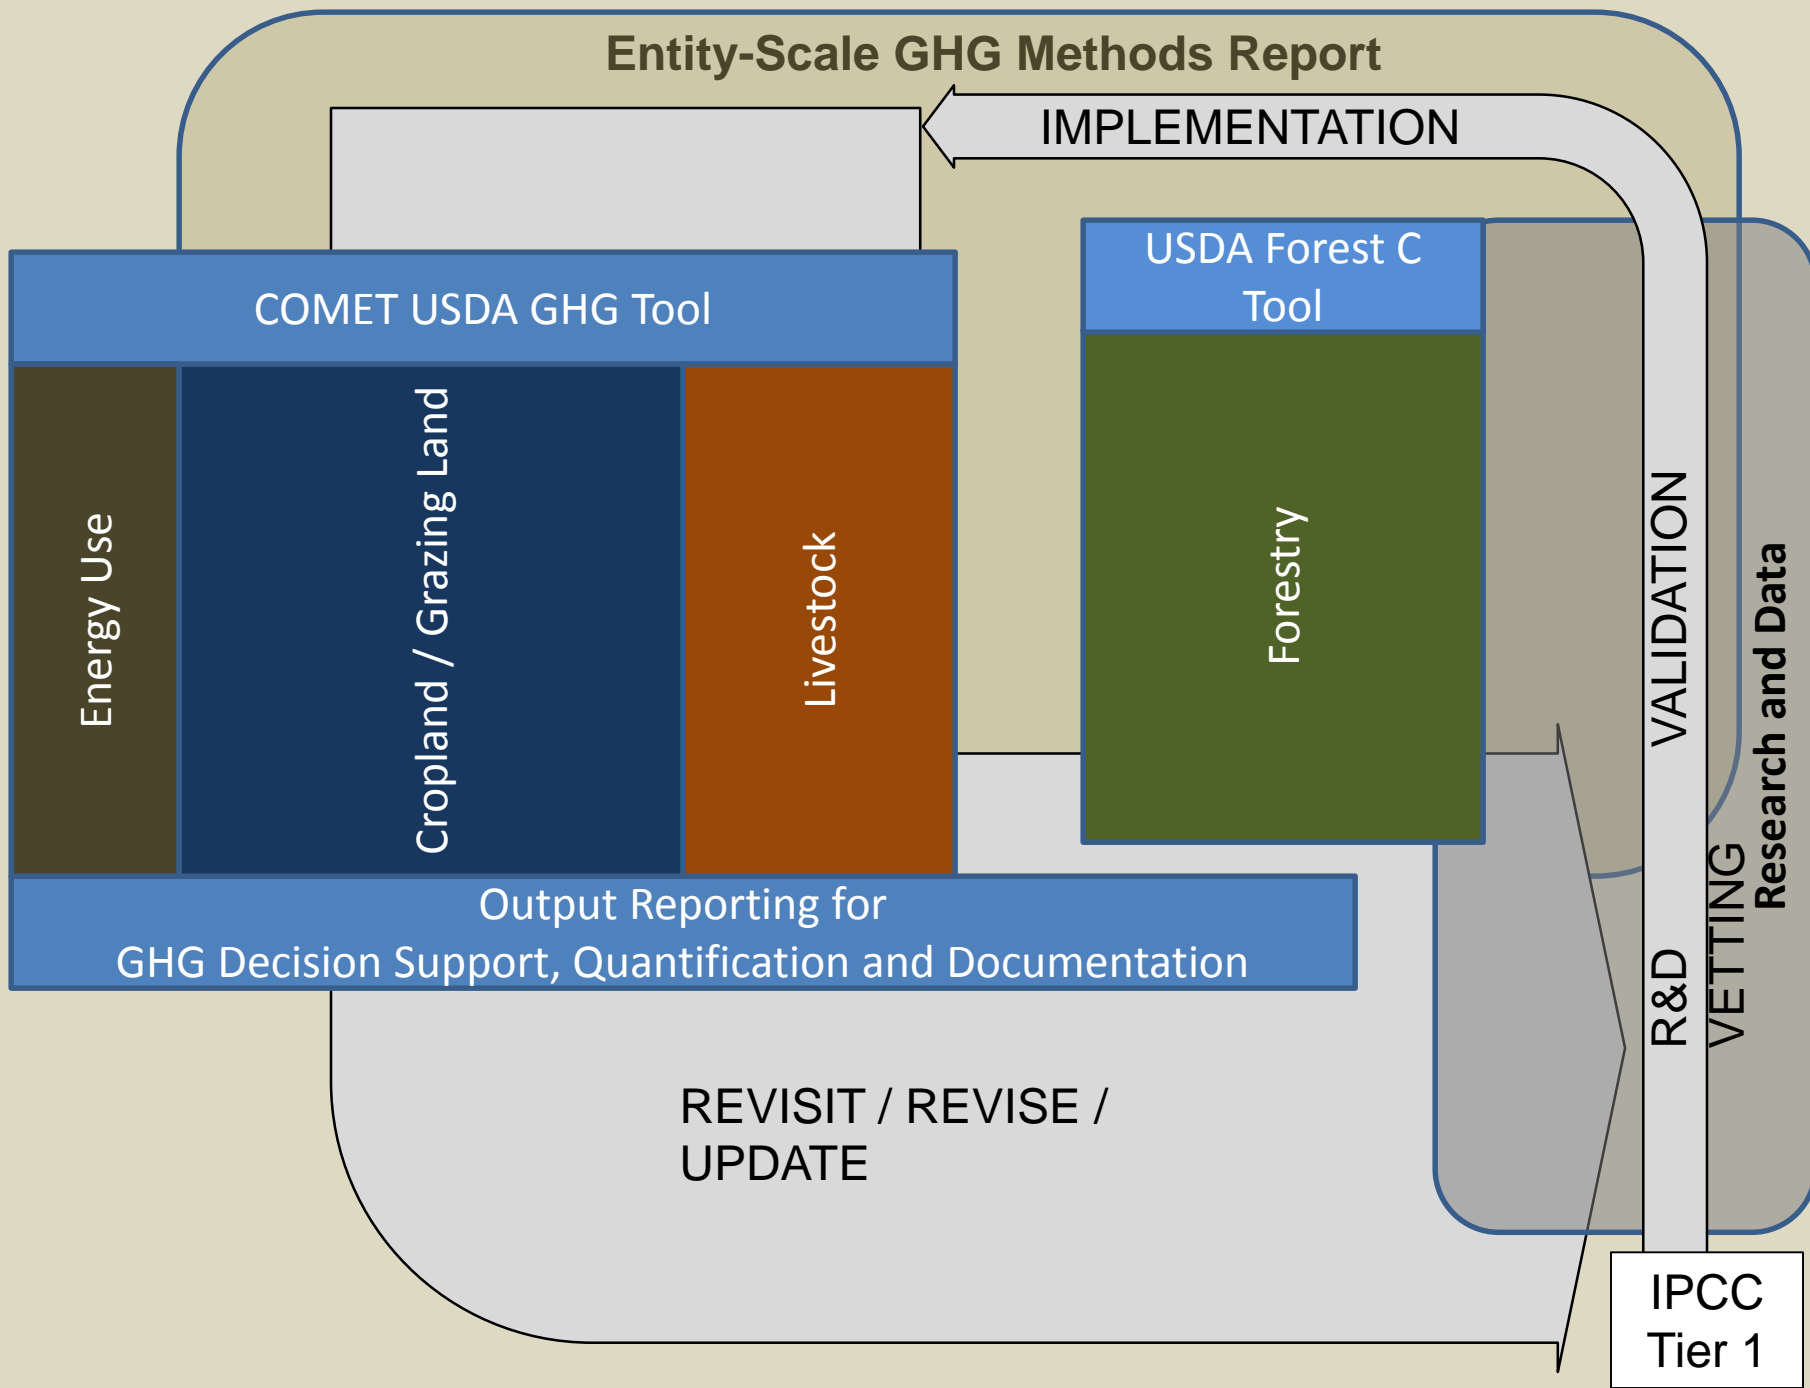 Entity-Scale GHG Methods Report
IMPLEMENTATION
USDA Forest C
Tool
COMET USDA GHG Tool
Energy Use
Cropland / Grazing Land
Livestock
Forestry
VALIDATION
Research and Data
R&D
VETTING
Output Reporting for
GHG Decision Support, Quantification and Documentation
REVISIT / REVISE /
UPDATE
IPCC
Tier 1